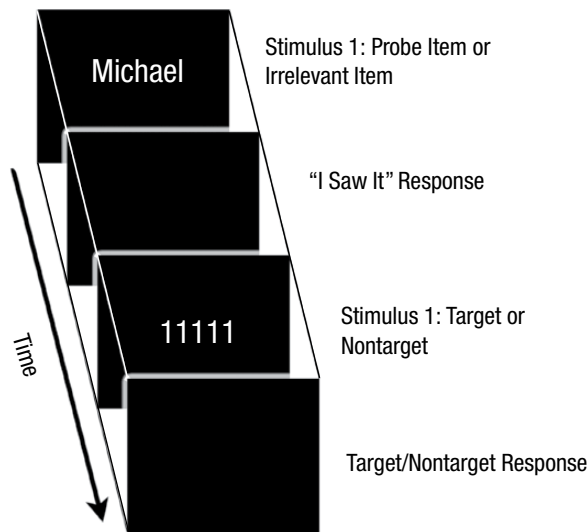 Michael
Stimulus 1: Probe Item or
Irrelevant Item
“I Saw It” Response
11111
Stimulus 1: Target or
Nontarget
Time
Target/Nontarget Response